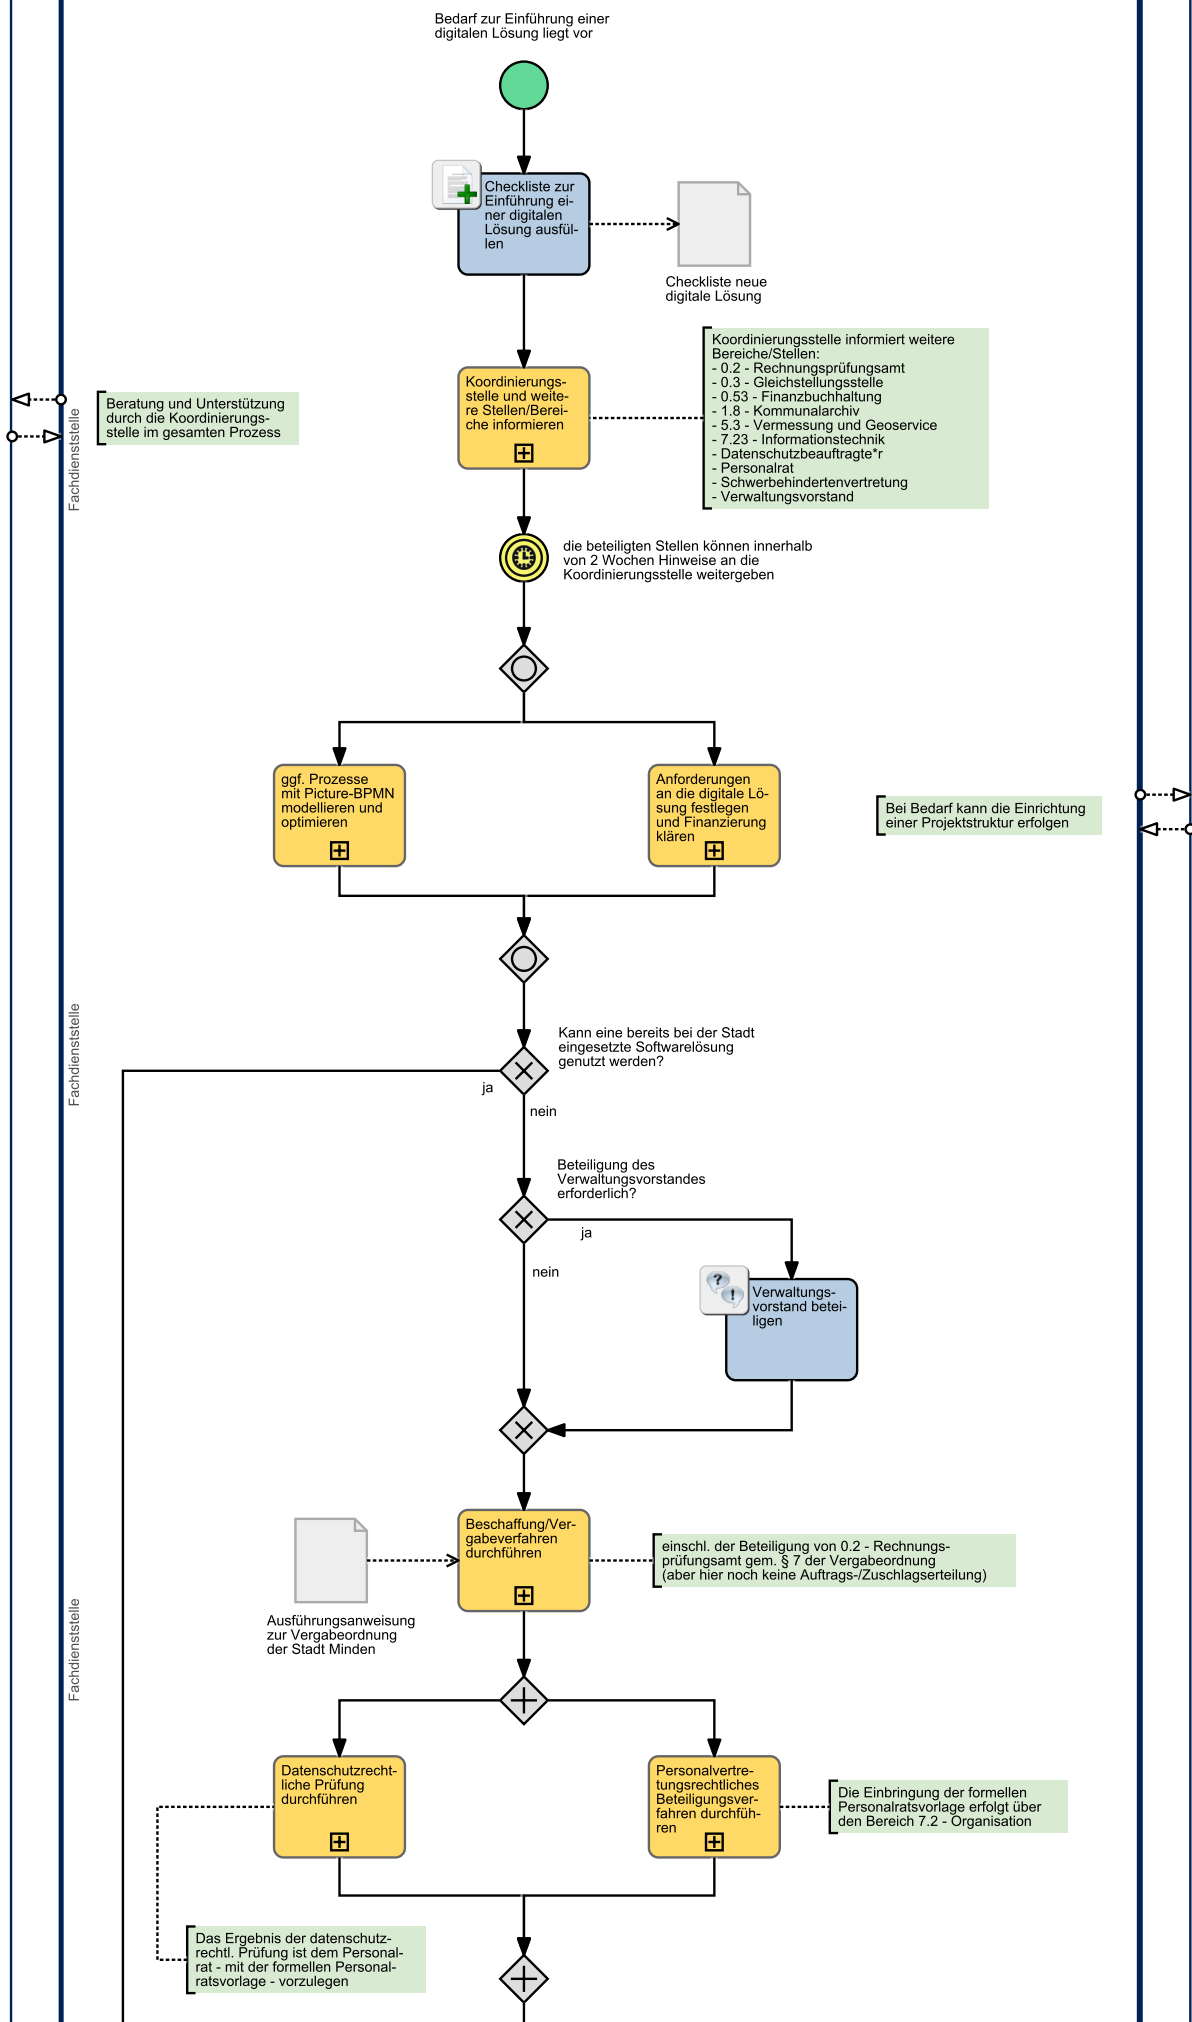 Bedarf zur Einführung einer
digitalen Lösung liegt vor
Checkliste zur
Einführung ei-
ner digitalen
Lösung ausfül-
len
Checkliste neue
digitale Lösung
Koordinierungsstelle informiert weitere
Bereiche/Stellen:
- 0.2 - Rechnungsprüfungsamt
- 0.3 - Gleichstellungsstelle
- 0.53 - Finanzbuchhaltung
- 1.8 - Kommunalarchiv
- 5.3 - Vermessung und Geoservice
- 7.23 - Informationstechnik
- Datenschutzbeauftragte*r
- Personalrat
- Schwerbehindertenvertretung
- Verwaltungsvorstand
Koordinierungs-
stelle und weite-
re Stellen/Berei-
che informieren
Beratung und Unterstützung
durch die Koordinierungs-
stelle im gesamten Prozess
Fachdienststelle
die beteiligten Stellen können innerhalb
von 2 Wochen Hinweise an die
Koordinierungsstelle weitergeben
ggf. Prozesse
mit Picture-BPMN
modellieren und
optimieren
Anforderungen
an die digitale Lö-
sung festlegen
und Finanzierung
klären
Bei Bedarf kann die Einrichtung
einer Projektstruktur erfolgen
Fachdienststelle
Kann eine bereits bei der Stadt
eingesetzte Softwarelösung
genutzt werden?
ja
nein
Beteiligung des
Verwaltungsvorstandes
erforderlich?
ja
nein
Verwaltungs-
vorstand betei-
ligen
Beschaffung/Ver-
gabeverfahren
durchführen
einschl. der Beteiligung von 0.2 - Rechnungs-
prüfungsamt gem. § 7 der Vergabeordnung
(aber hier noch keine Auftrags-/Zuschlagserteilung)
Ausführungsanweisung
zur Vergabeordnung
der Stadt Minden
Fachdienststelle
Datenschutzrecht-
liche Prüfung
durchführen
Personalvertre-
tungsrechtliches
Beteiligungsver-
fahren durchfüh-
ren
Die Einbringung der formellen
Personalratsvorlage erfolgt über
den Bereich 7.2 - Organisation
Das Ergebnis der datenschutz-
rechtl. Prüfung ist dem Personal-
rat - mit der formellen Personal-
ratsvorlage - vorzulegen